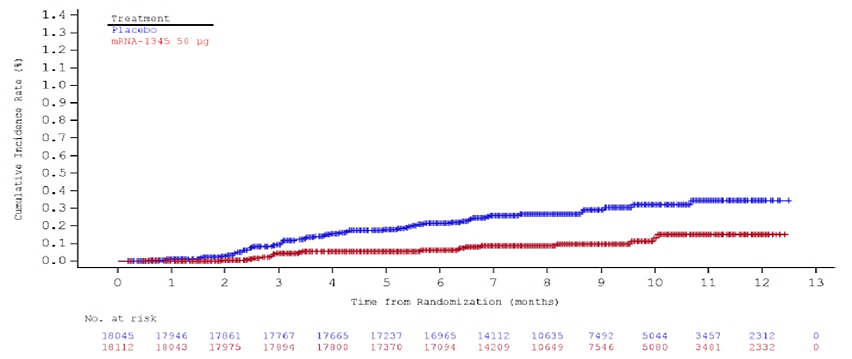 Treatment
Placebo
mRNA-1345 50 µg
Cumulative Incidence Rate (%)
1.4
1.3
1.2
1.1
1.0
0.9
0.8
0.7
0.6
0.5
0.4
0.3
0.2
0.1
0.0
0 1 2 3 4 5 6 7 8 9 10 11 12 13
Time from Randomization (months)
No. at risk
18045 17946 17861 17767 17665 17237 16965 14112 10635 7492 5044 3457 2312 0
18112 18043 17975 17894 17800 17370 17094 14209 10649 7546 5080 3481 2332 0